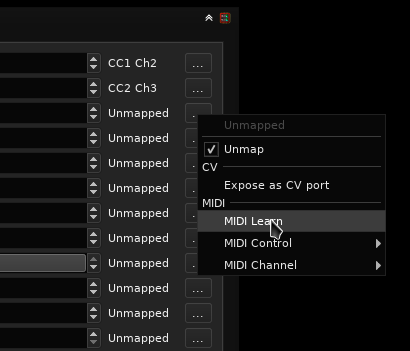 CC1 Ch2
...
CC2 Ch3
...
Unmapped
Unmapped
Unmapped
Unmapped
Unmapped
Unmapped
Unmapped
Unmapped
...
Unmapped
...
Unmapped
...
Unmapped
Unmap
CV
Expose as CV port
MIDI
MIDI Learn
MIDI Control
MIDI Channel